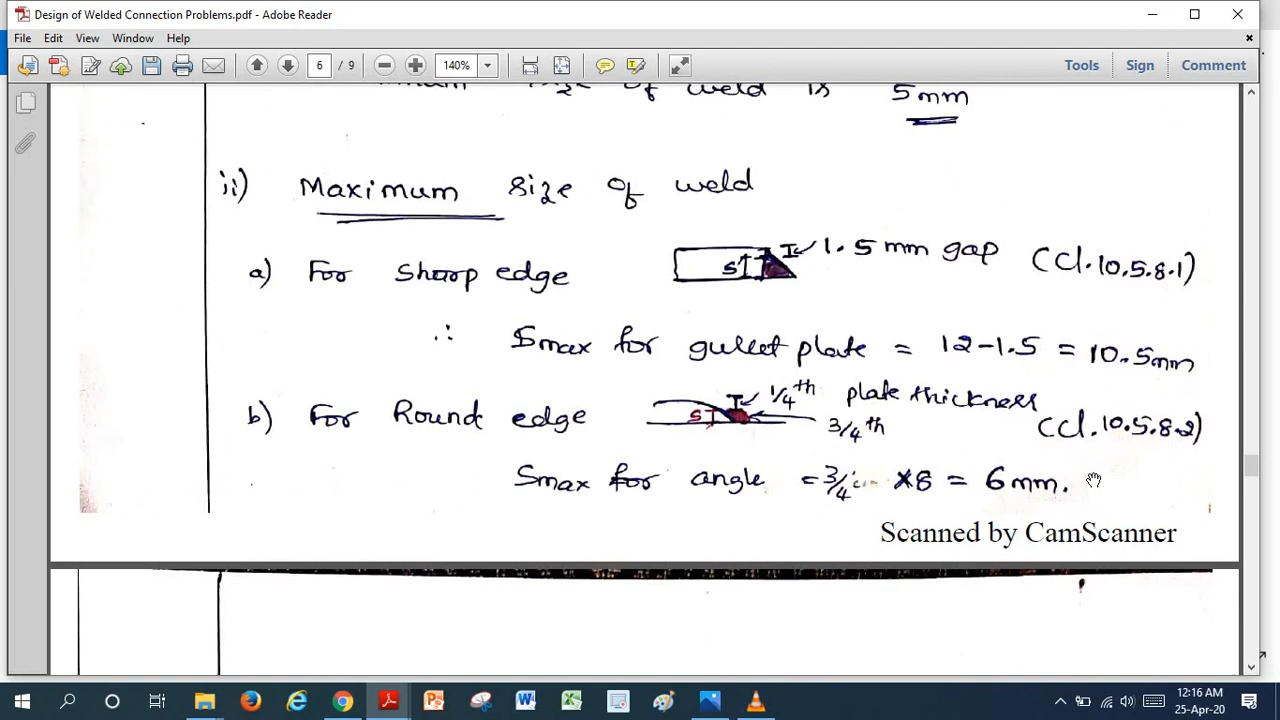 Design of Welded Connection Problems.pdf - Adobe Reader
File Edit View Window Help
6 / 9 140% Tools Sign Comment
size of weld is 5mm
ii) Maximum size of weld
a) For Sharp edge S 1.5 mm gap (Cl.10.5.8.1)
∴ Smax for gusset plate = 12-1.5 = 10.5mm
b) For Round edge S 1/4th plate thickness
3/4th (Cl.10.5.8.2)
Smax for angle = 3/4 *8 = 6mm.
Scanned by CamScanner
12:16 AM
25-Apr-20